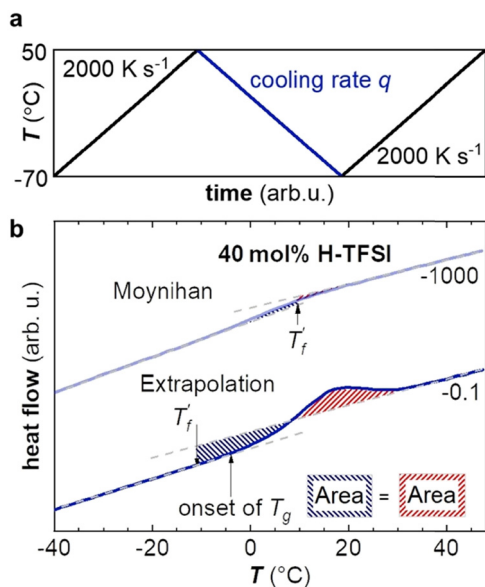 a
50
2000 K s⁻¹
cooling rate q
T (°C)
2000 K s⁻¹
-70
time (arb.u.)
b
40 mol% H-TFSI
Moynihan
-1000
T'f
Extrapolation
T'f
-0.1
heat flow (arb. u.)
onset of Tg
Area = Area
-40 -20 0 20 40
T (°C)